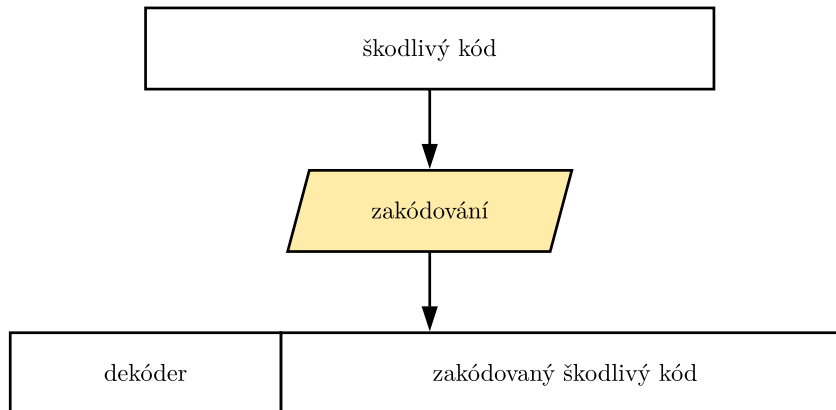 škodlivý kód
zakódování
dekóder
zakódovaný škodlivý kód